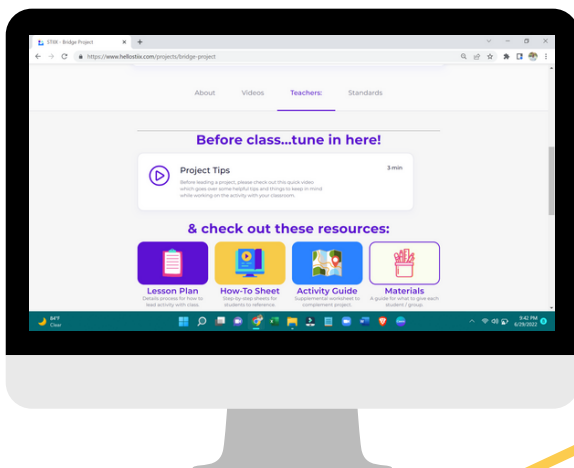 STIIX - Bridge Project
https://www.hellostiix.com/projects/bridge-project
About Videos Teachers: Standards
Before class...tune in here!
Project Tips
3 min
Before leading a project, please check out this quick video
which goes over some helpful tips and things to keep in mind
while working on the activity with your classroom.
& check out these resources:
Lesson Plan How-To Sheet Activity Guide Materials
Details process for how to Step-by-step sheets for Supplemental worksheet to A guide for what to give each
lead activity with class. students to reference. complement project. student / group.
84°F
Clear
9:42 PM
6/29/2022